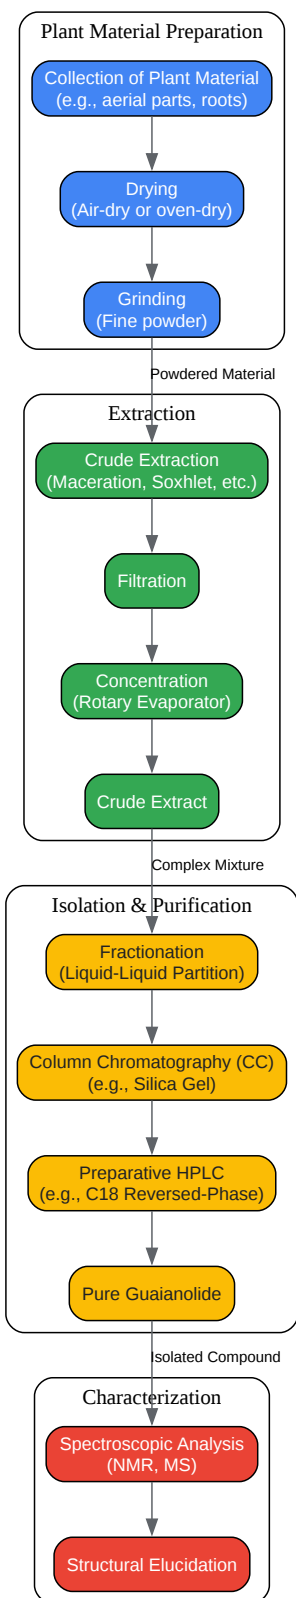 Plant Material Preparation
Collection of Plant Material
(e.g., aerial parts, roots)
Drying
(Air-dry or oven-dry)
Grinding
(Fine powder)
Powdered Material
Extraction
Crude Extraction
(Maceration, Soxhlet, etc.)
Filtration
Concentration
(Rotary Evaporator)
Crude Extract
Complex Mixture
Isolation & Purification
Fractionation
(Liquid-Liquid Partition)
Column Chromatography (CC)
(e.g., Silica Gel)
Preparative HPLC
(e.g., C18 Reversed-Phase)
Pure Guaianolide
Isolated Compound
Characterization
Spectroscopic Analysis
(NMR, MS)
Structural Elucidation